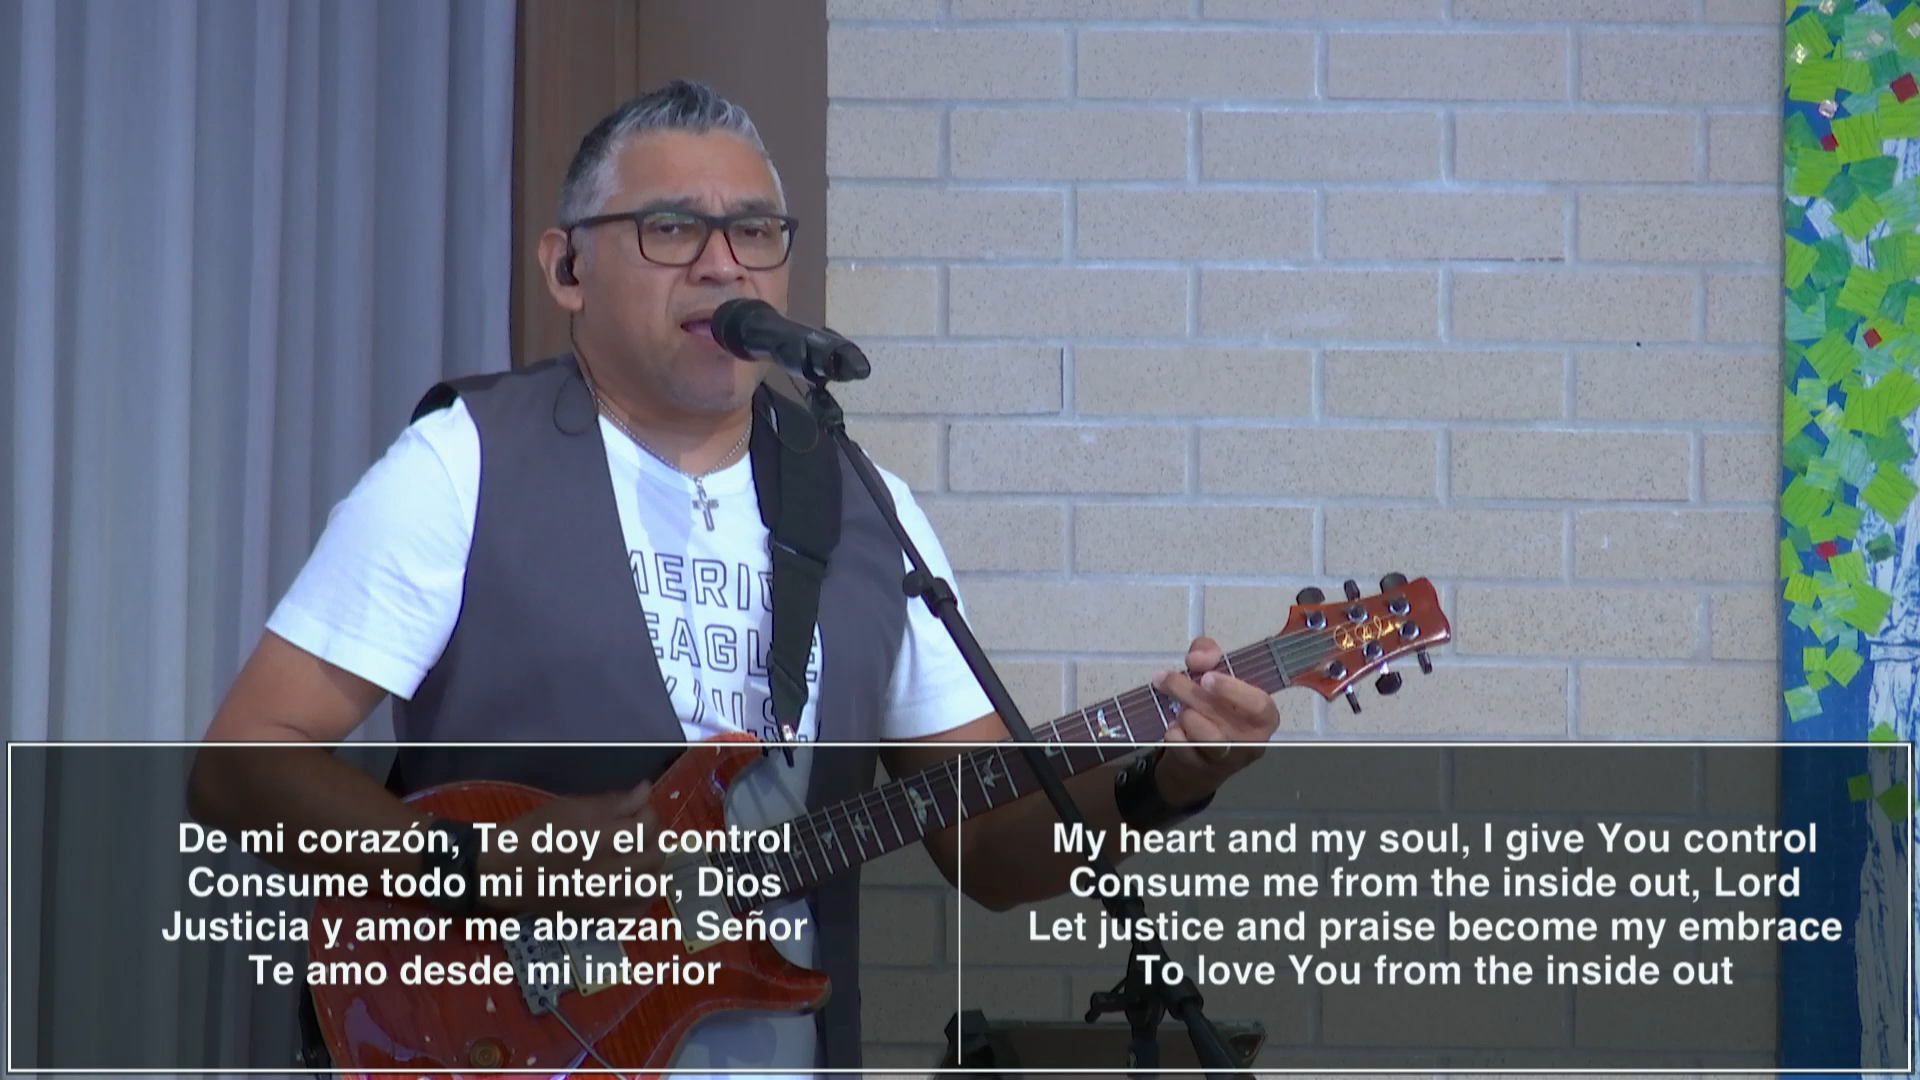 MERIC
EAGLE
De mi corazón, Te doy el control
Consume todo mi interior, Dios
Justicia y amor me abrazan Señor
Te amo desde mi interior
My heart and my soul, I give You control
Consume me from the inside out, Lord
Let justice and praise become my embrace
To love You from the inside out